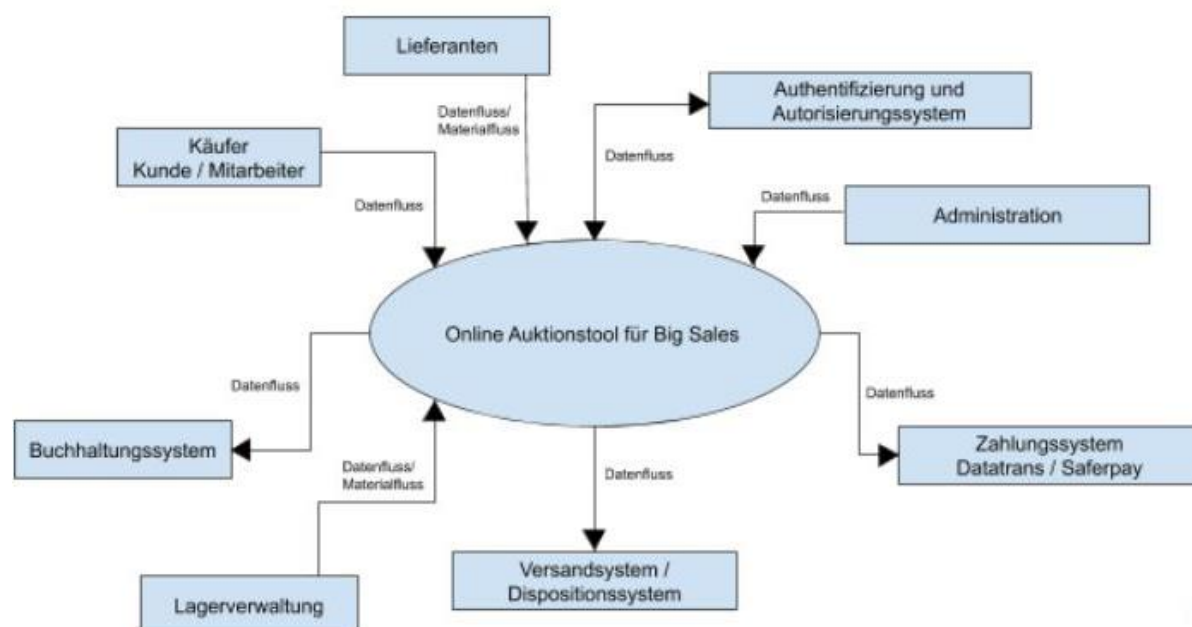 Lieferanten
Authentifizierung und
Autorisierungssystem
Datenfluss/
Materialfluss
Käufer
Kunde / Mitarbeiter
Datenfluss
Datenfluss
Datenfluss
Administration
Online Auktionstool für Big Sales
Datenfluss
Datenfluss
Buchhaltungssystem
Zahlungssystem
Datatrans / Saferpay
Datenfluss/
Materialfluss
Datenfluss
Versandsystem /
Dispositionssystem
Lagerverwaltung